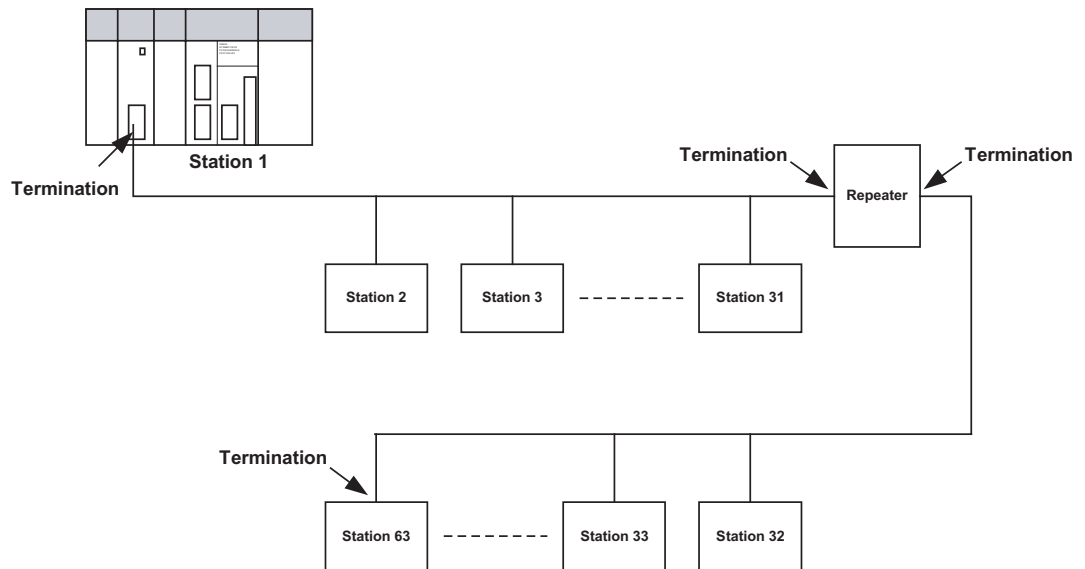 Station 1
Termination
Termination
Termination
Repeater
Station 2
Station 3
Station 31
Termination
Station 63
Station 33
Station 32